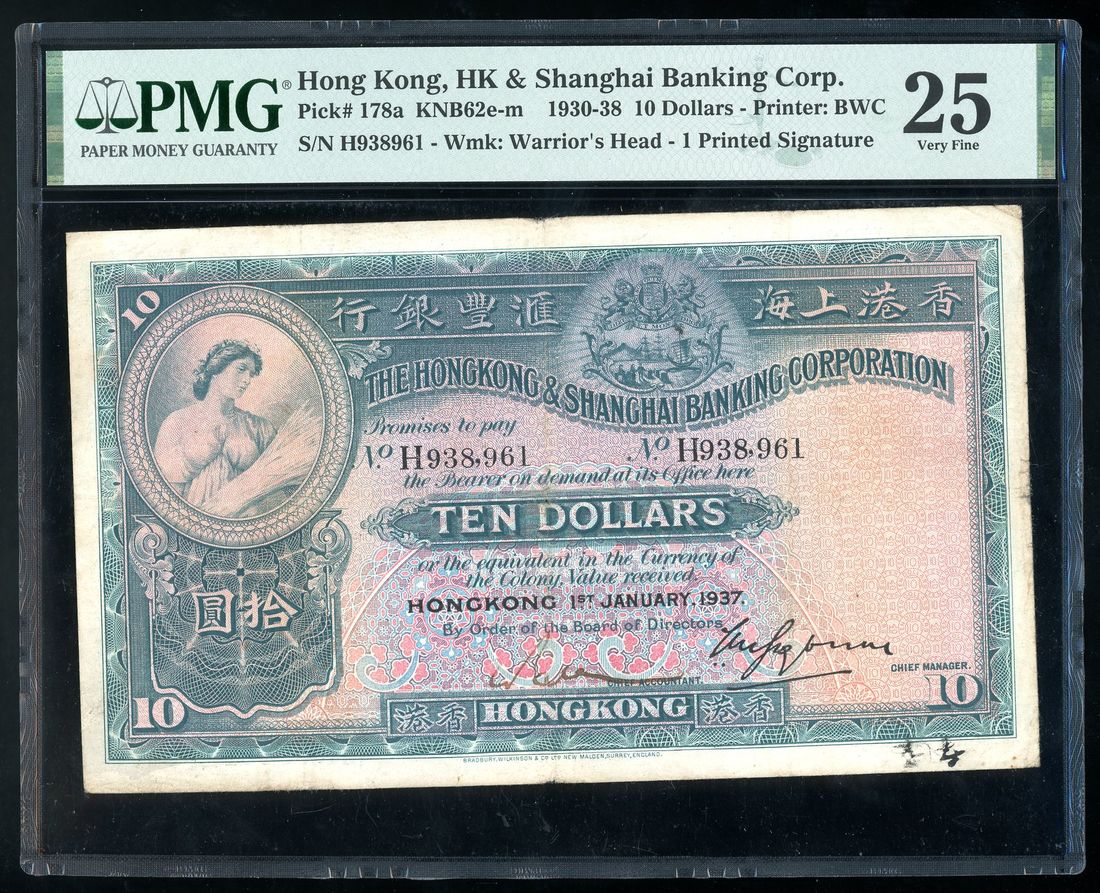 PMG®
PAPER MONEY GUARANTY
Hong Kong, HK & Shanghai Banking Corp.
Pick# 178a KNB62e-m 1930-38 10 Dollars - Printer: BWC
S/N H938961 - Wmk: Warrior's Head - 1 Printed Signature
25
Very Fine
10
行銀豐滙 海上港香
THE HONGKONG & SHANGHAI BANKING CORPORATION
Promises to pay
No. H938,961 No. H938,961
the Bearer on demand at its Office here
TEN DOLLARS
or the equivalent in the Currency of
the Colony, Value received.
HONGKONG 1ST JANUARY, 1937.
By Order of the Board of Directors
圓拾
CHIEF ACCOUNTANT.
CHIEF MANAGER.
10 港香 HONGKONG 港香 10
BRADBURY, WILKINSON & CO LTD NEW MALDEN, SURREY, ENGLAND.